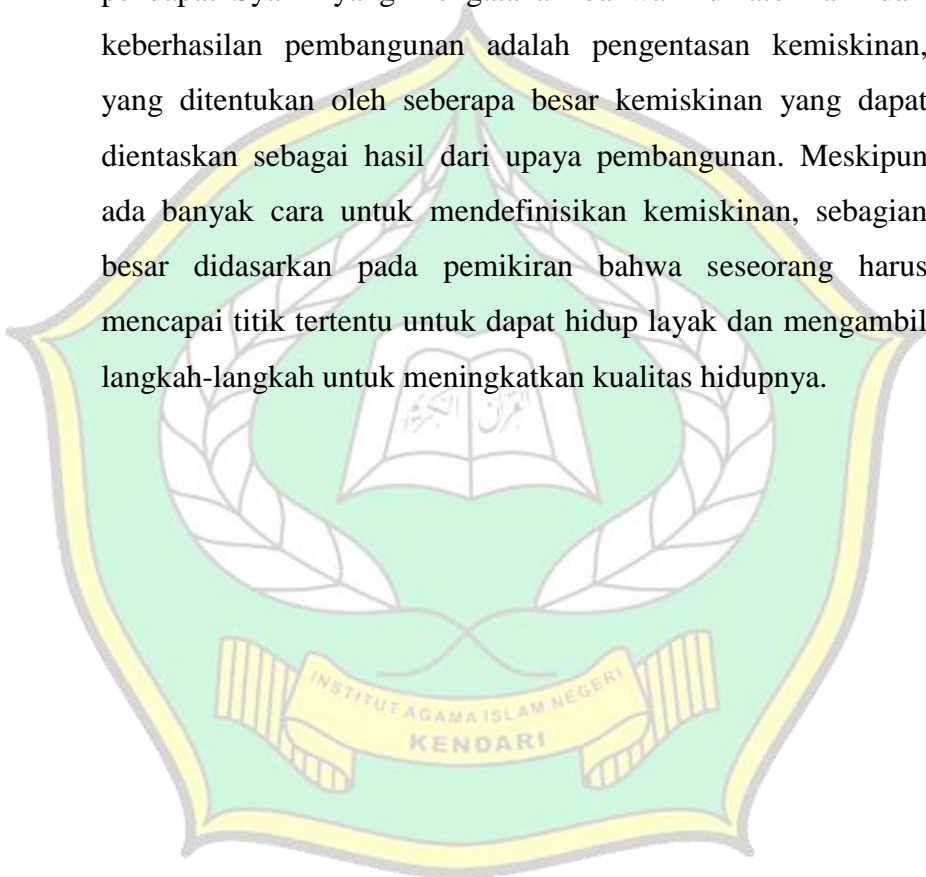 keberhasilan pembangunan adalah pengentasan kemiskinan,
yang ditentukan oleh seberapa besar kemiskinan yang dapat
dientaskan sebagai hasil dari upaya pembangunan. Meskipun
ada banyak cara untuk mendefinisikan kemiskinan, sebagian
besar didasarkan pada pemikiran bahwa seseorang harus
mencapai titik tertentu untuk dapat hidup layak dan mengambil
langkah-langkah untuk meningkatkan kualitas hidupnya.
القرآن الكريم
INSTITUT AGAMA ISLAM NEGERI
KENDARI